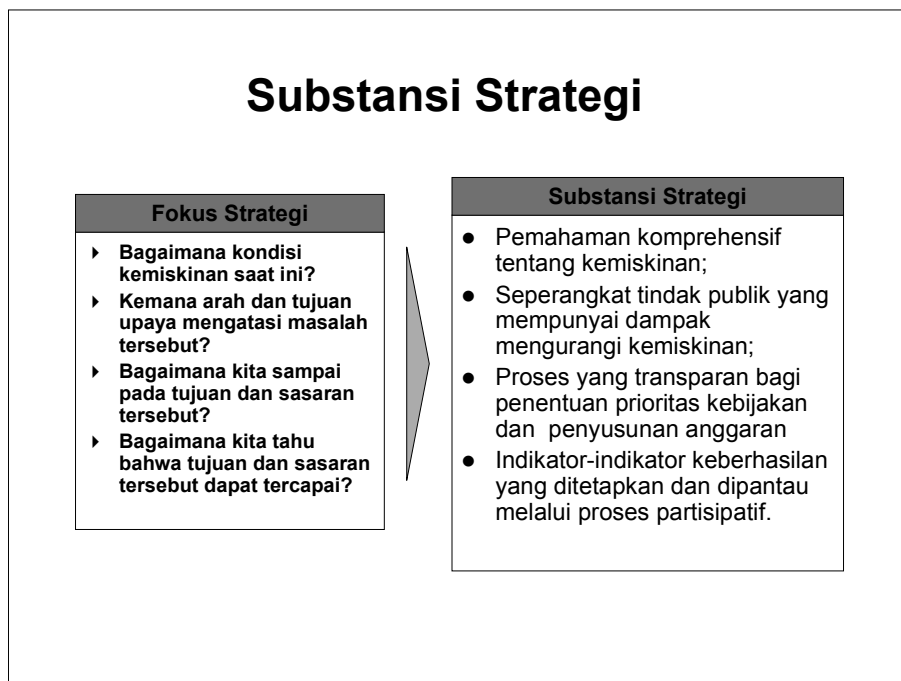 Substansi Strategi
Fokus Strategi
Bagaimana kondisi
kemiskinan saat ini?
Kemana arah dan tujuan
upaya mengatasi masalah
tersebut?
Bagaimana kita sampai
pada tujuan dan sasaran
tersebut?
Bagaimana kita tahu
bahwa tujuan dan sasaran
tersebut dapat tercapai?
Substansi Strategi
● Pemahaman komprehensif
tentang kemiskinan;
● Seperangkat tindak publik yang
mempunyai dampak
mengurangi kemiskinan;
● Proses yang transparan bagi
penentuan prioritas kebijakan
dan penyusunan anggaran
● Indikator-indikator keberhasilan
yang ditetapkan dan dipantau
melalui proses partisipatif.